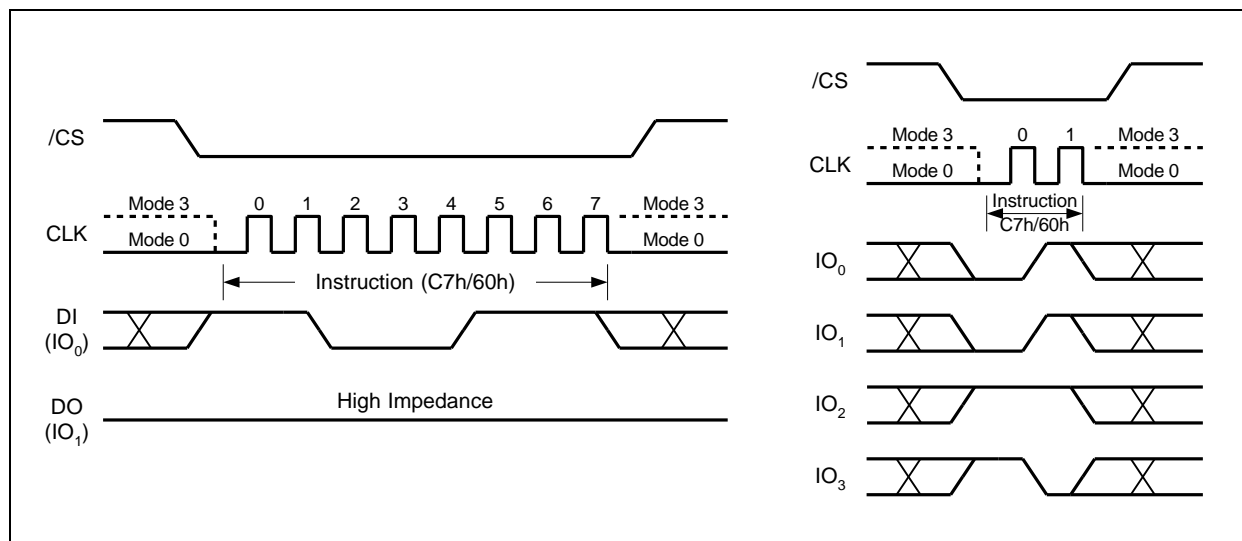 /CS
Mode 3
0 1 2 3 4 5 6 7
Mode 3
CLK
Mode 0
Mode 0
Instruction (C7h/60h)
DI
(IO0)
DO
(IO1)
High Impedance
/CS
Mode 3
0 1
Mode 3
CLK
Mode 0
Mode 0
Instruction
C7h/60h
IO0
IO1
IO2
IO3